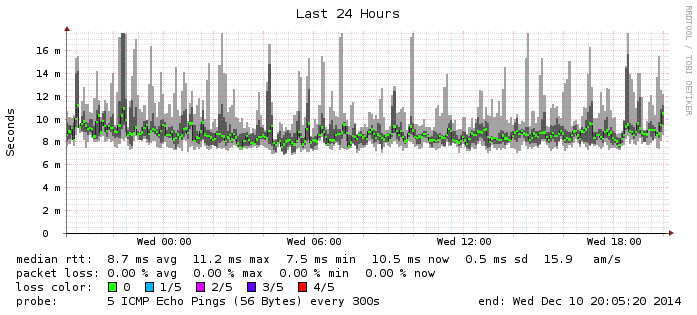 Last 24 Hours
RRDTOOL / TOBI OETIKER
Seconds
16 m
14 m
12 m
10 m
8 m
6 m
4 m
2 m
0
Wed 00:00 Wed 06:00 Wed 12:00 Wed 18:00
median rtt: 8.7 ms avg 11.2 ms max 7.5 ms min 10.5 ms now 0.5 ms sd 15.9 am/s
packet loss: 0.00 % avg 0.00 % max 0.00 % min 0.00 % now
loss color: 0 1/5 2/5 3/5 4/5
probe: 5 ICMP Echo Pings (56 Bytes) every 300s end: Wed Dec 10 20:05:20 2014